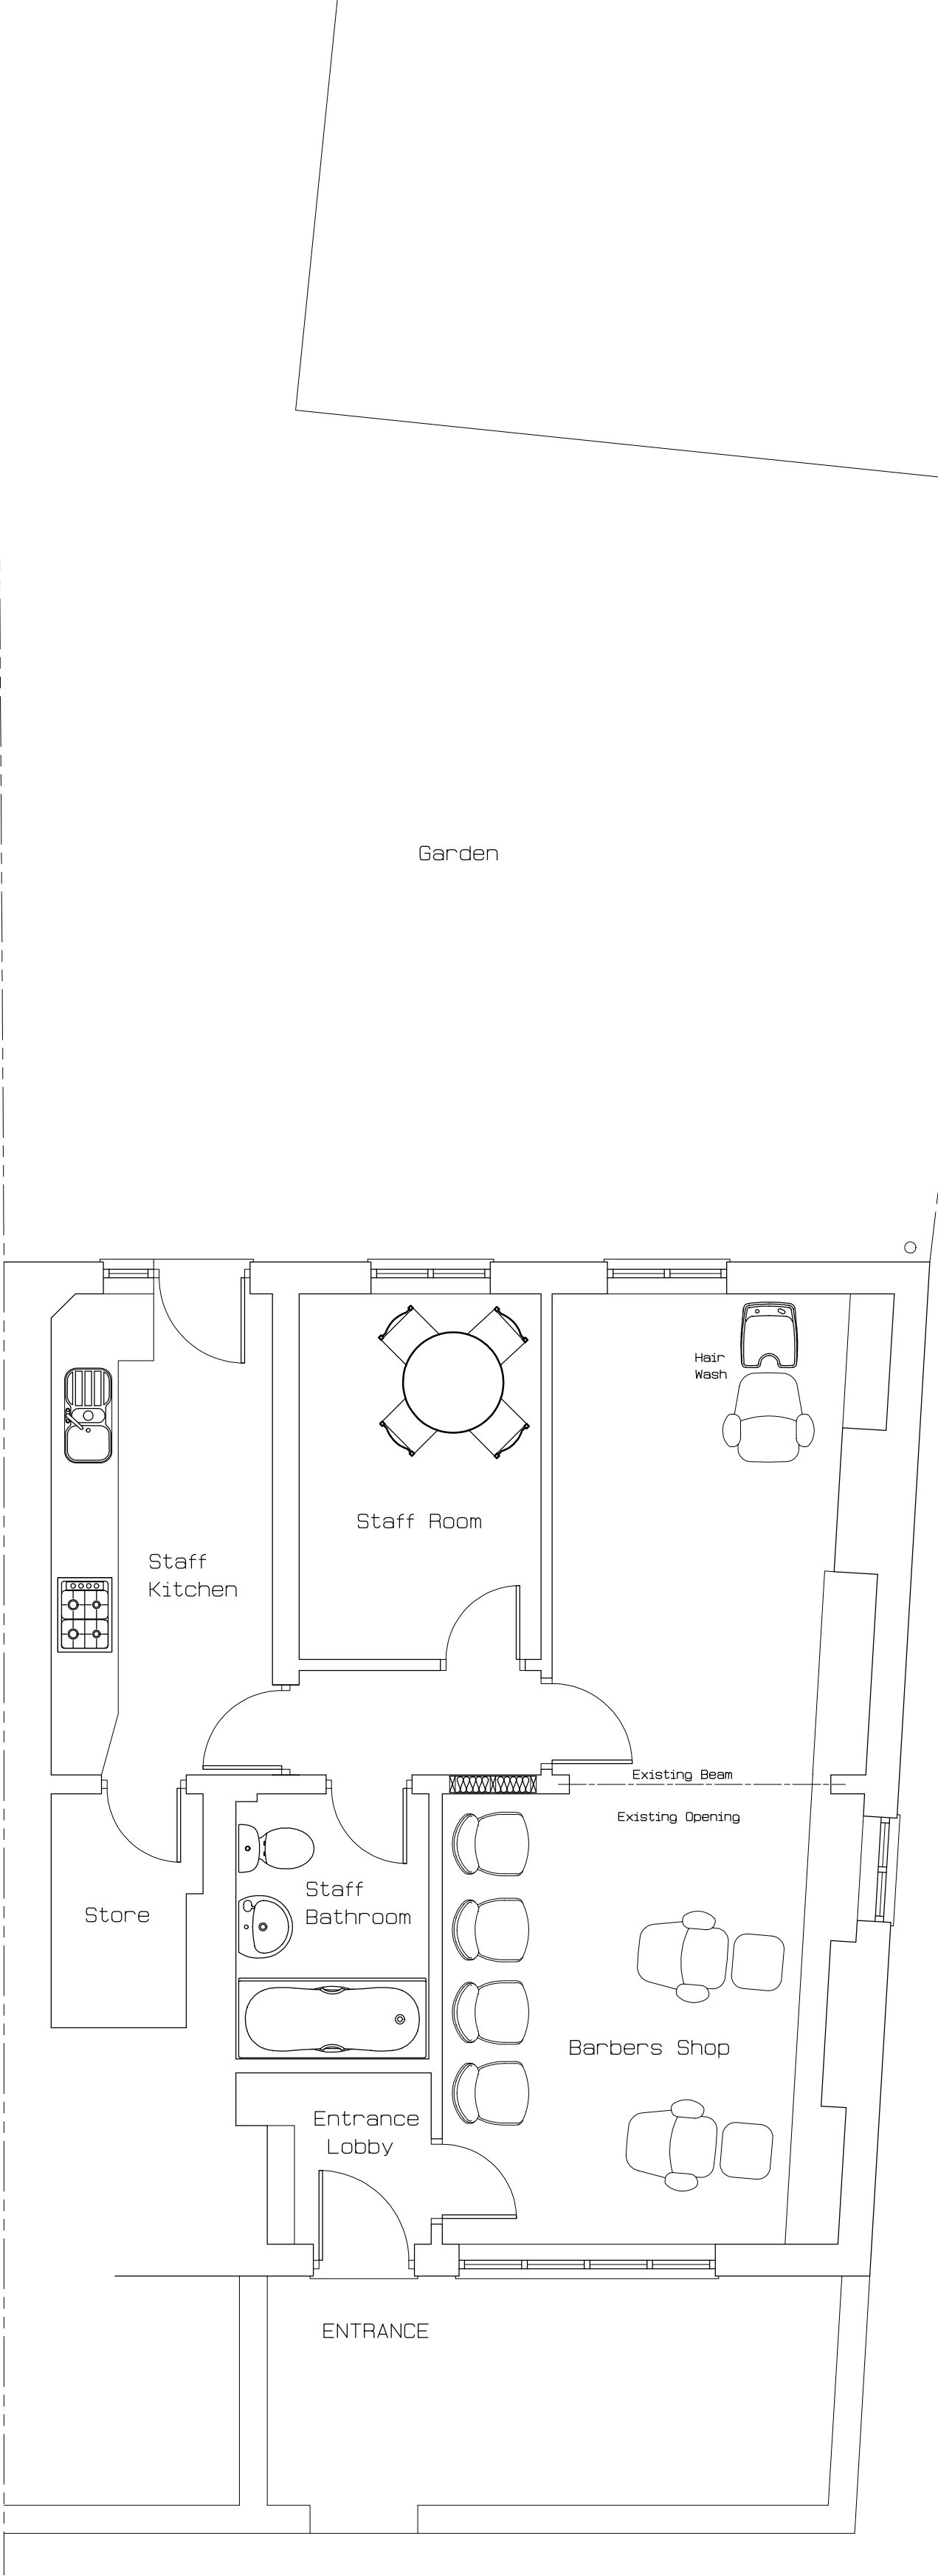 Garden
Hair
Wash
Staff Room
Staff
Kitchen
Existing Beam
Existing Opening
Staff
Bathroom
Store
Barbers Shop
Entrance
Lobby
ENTRANCE